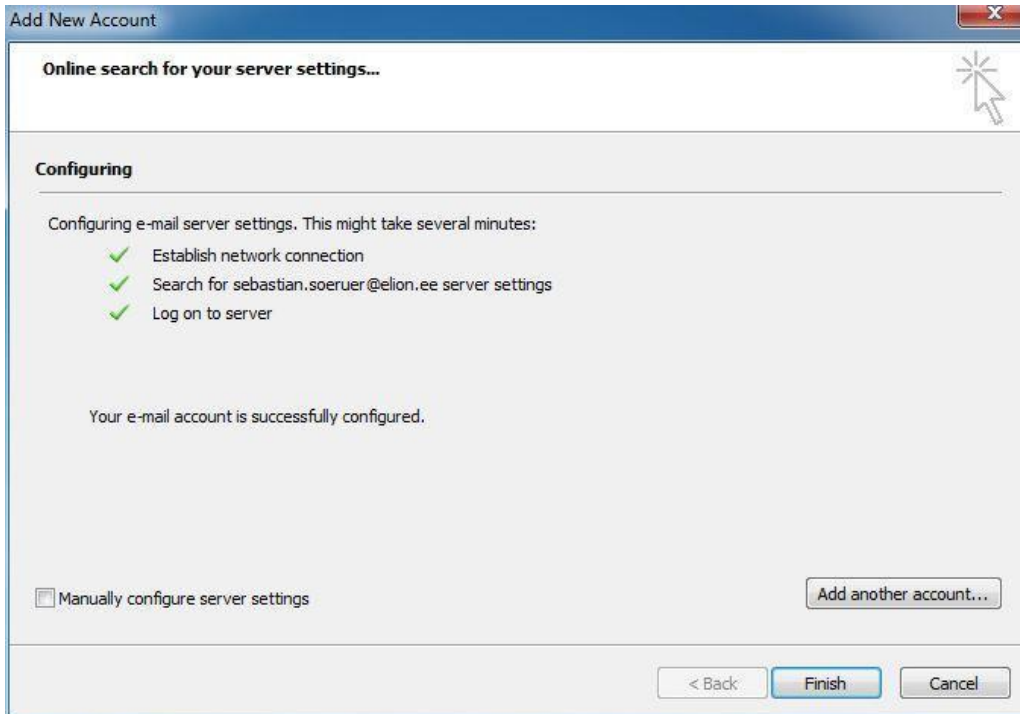 Add New Account
Online search for your server settings...
Configuring
Configuring e-mail server settings. This might take several minutes:
Establish network connection
Search for sebastian.soeruer@elion.ee server settings
Log on to server
Your e-mail account is successfully configured.
Manually configure server settings
Add another account...
< Back
Finish
Cancel